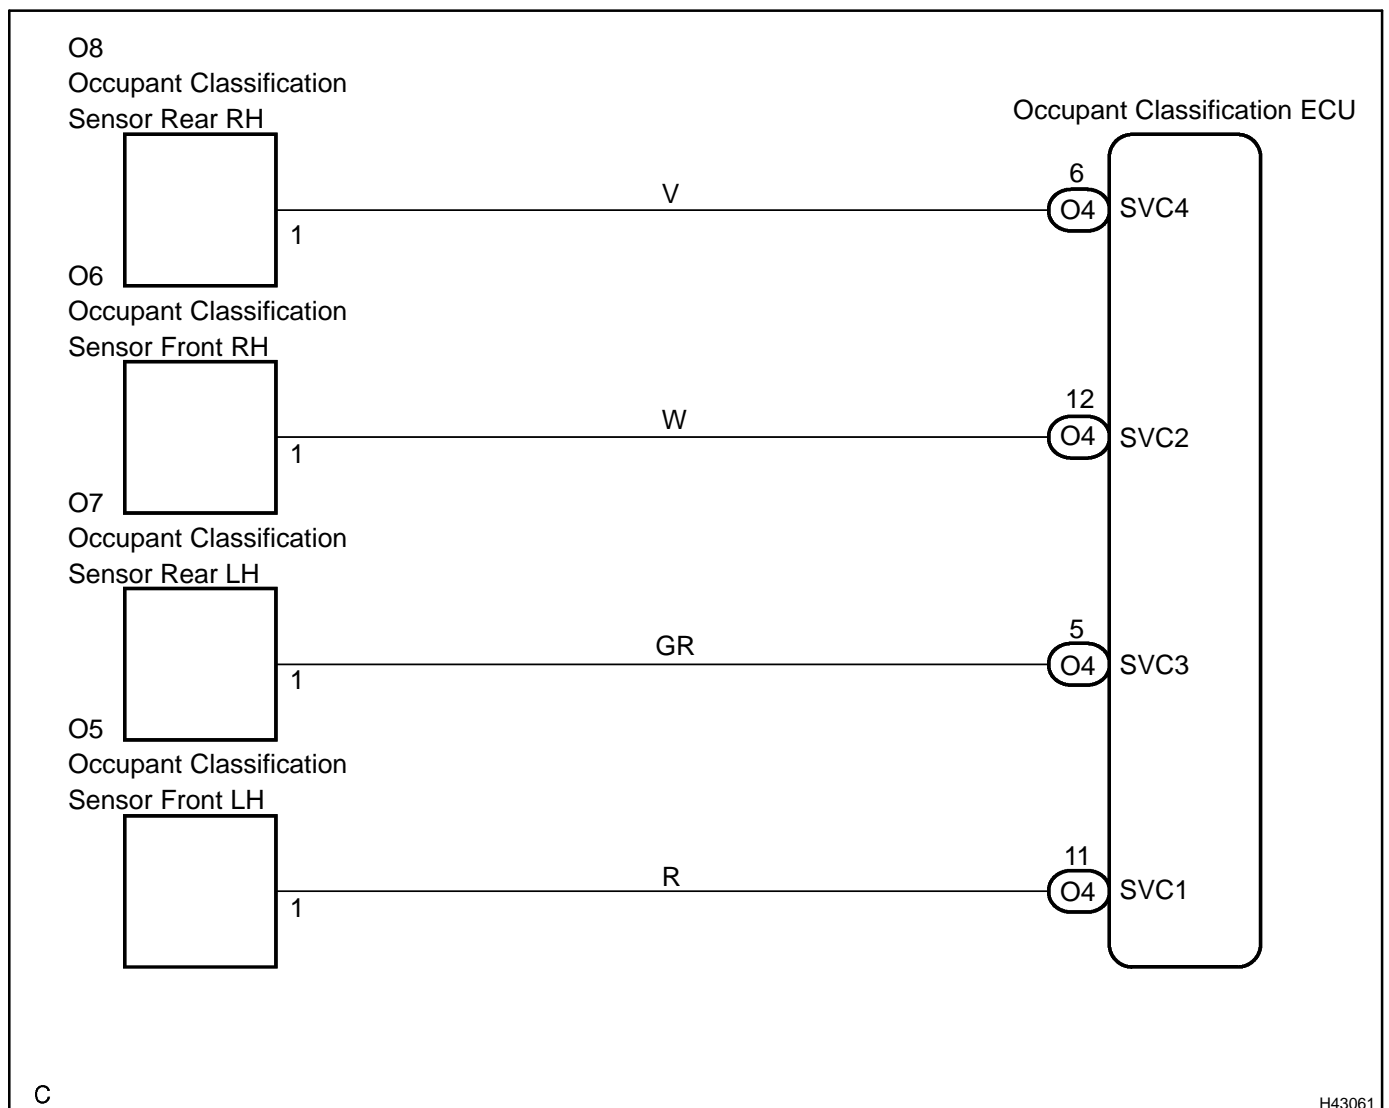 O8
Occupant Classification
Sensor Rear RH
Occupant Classification ECU
6
V
O4
SVC4
1
O6
Occupant Classification
Sensor Front RH
12
W
O4
SVC2
1
O7
Occupant Classification
Sensor Rear LH
5
GR
O4
SVC3
1
O5
Occupant Classification
Sensor Front LH
11
R
O4
SVC1
1
C
H43061